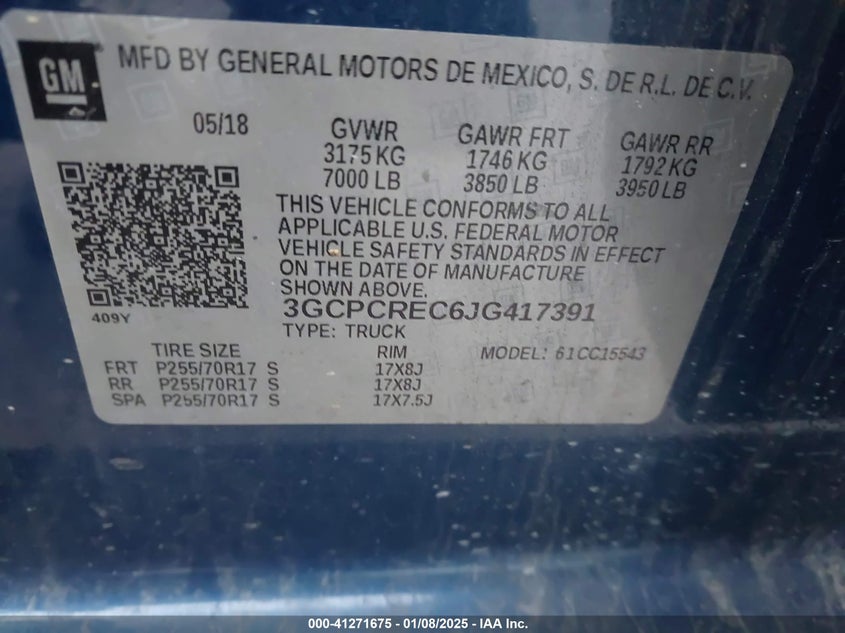 GM
MFD BY GENERAL MOTORS DE MEXICO, S. DE R.L. DE C.V.
05/18
GVWR GAWR FRT GAWR RR
3175 KG 1746 KG 1792 KG
7000 LB 3850 LB 3950 LB
THIS VEHICLE CONFORMS TO ALL
APPLICABLE U.S. FEDERAL MOTOR
VEHICLE SAFETY STANDARDS IN EFFECT
ON THE DATE OF MANUFACTURE
SHOWN ABOVE.
409Y
3GCPCREC6JG417391
TYPE: TRUCK
TIRE SIZE RIM MODEL: 61CC15543
FRT P255/70R17 S 17X8J
RR P255/70R17 S 17X8J
SPA P255/70R17 S 17X7.5J
000-41271675 | 01/08/2025 - IAA Inc.